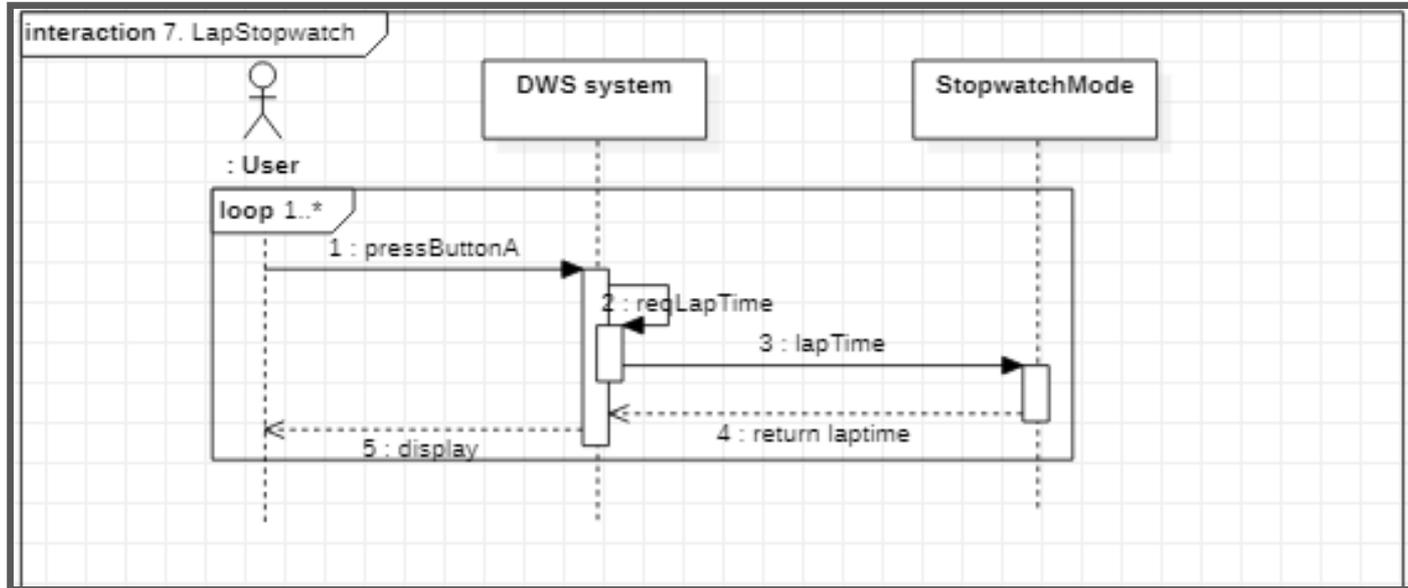 interaction 7. LapStopwatch
DWS system
StopwatchMode
: User
loop 1..*
1 : pressButtonA
2 : reqLapTime
3 : lapTime
4 : return laptime
5 : display